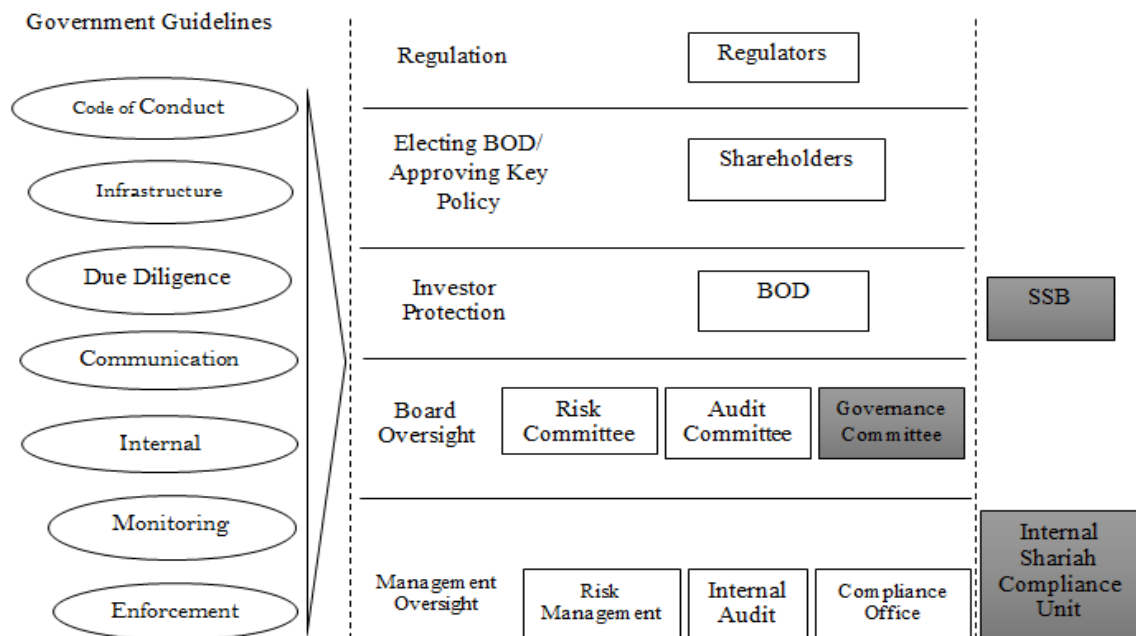 Government Guidelines
Code of Conduct
Infrastructure
Due Diligence
Communication
Internal
Monitoring
Enforcement
Regulation
Regulators
Electing BOD/
Approving Key
Policy
Shareholders
Investor
Protection
BOD
SSB
Board
Oversight
Risk
Committee
Audit
Committee
Governance
Committee
Management
Oversight
Risk
Management
Internal
Audit
Compliance
Office
Internal
Shariah
Compliance
Unit